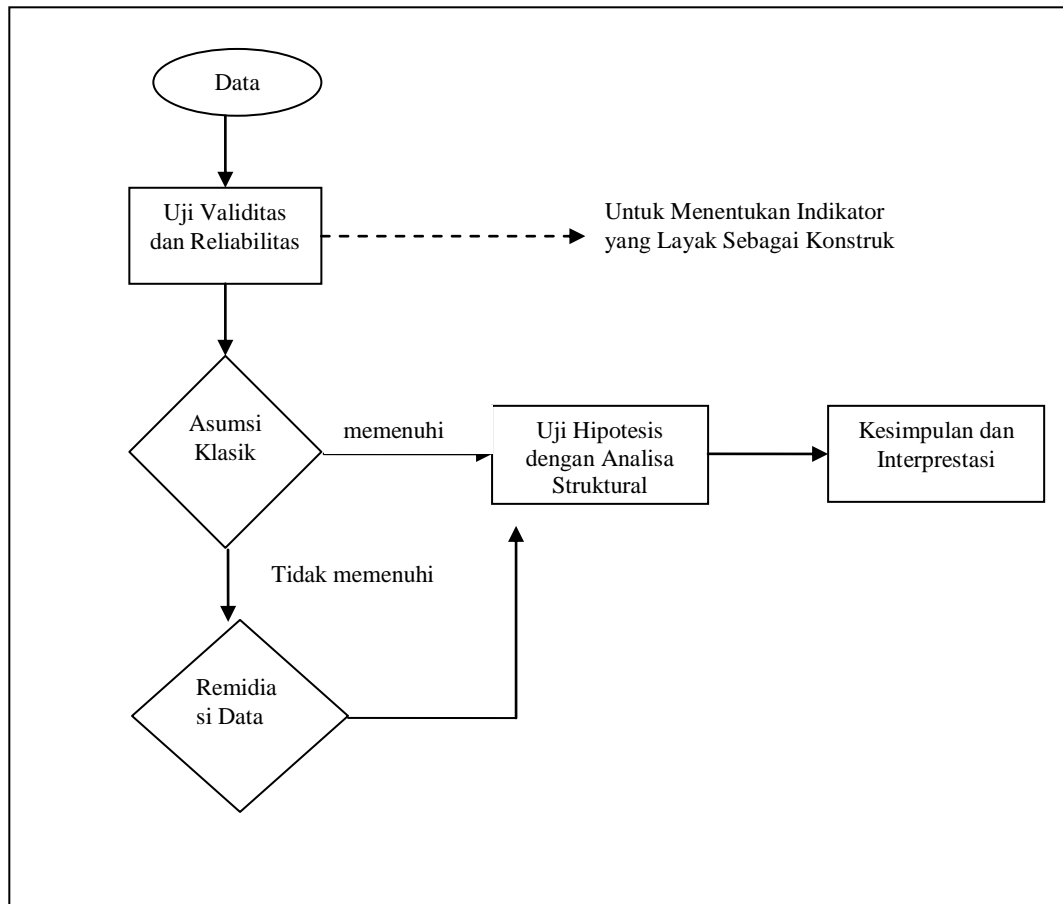 Data
Uji Validitas
dan Reliabilitas
Untuk Menentukan Indikator
yang Layak Sebagai Konstruk
Asumsi
Klasik
memenuhi
Uji Hipotesis
dengan Analisa
Struktural
Kesimpulan dan
Interprestasi
Tidak memenuhi
Remidia
si Data